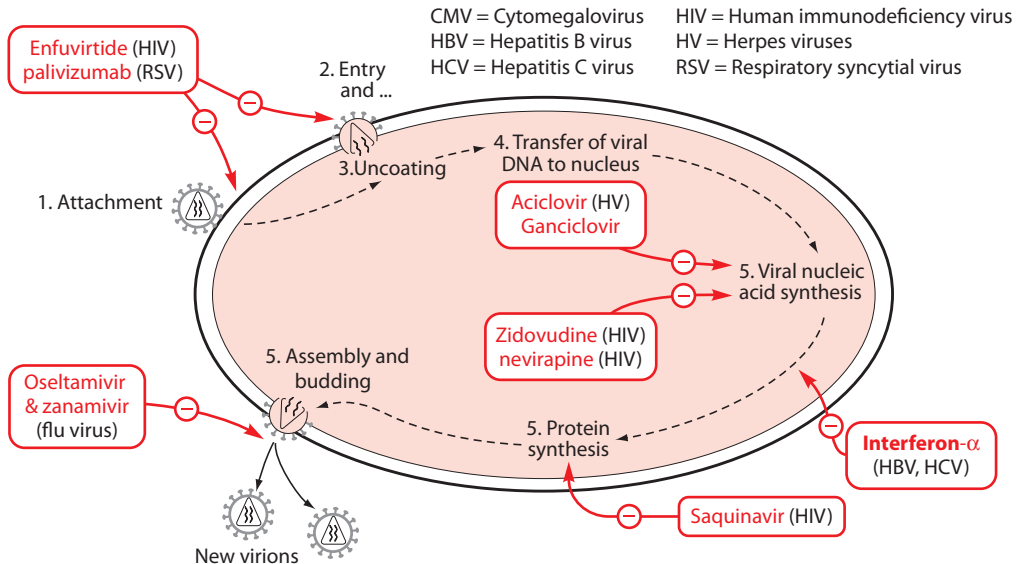 CMV = Cytomegalovirus
HBV = Hepatitis B virus
HCV = Hepatitis C virus
HIV = Human immunodeficiency virus
HV = Herpes viruses
RSV = Respiratory syncytial virus
Enfuvirtide (HIV)
palivizumab (RSV)
2. Entry
and ...
1. Attachment
3.Uncoating
4. Transfer of viral
DNA to nucleus
Aciclovir (HV)
Ganciclovir
5. Viral nucleic
acid synthesis
Zidovudine (HIV)
nevirapine (HIV)
5. Assembly and
budding
Oseltamivir
& zanamivir
(flu virus)
5. Protein
synthesis
Interferon-α
(HBV, HCV)
Saquinavir (HIV)
New virions